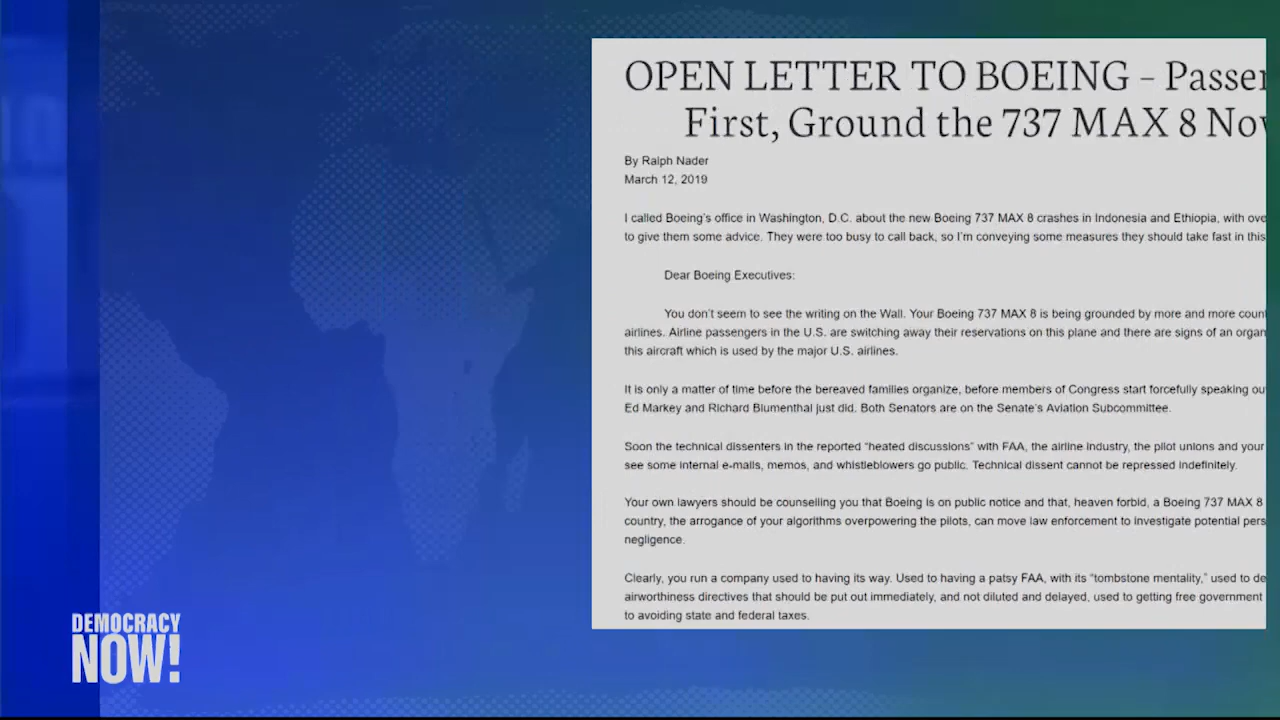 OPEN LETTER TO BOEING – Passen
First, Ground the 737 MAX 8 Now
By Ralph Nader
March 12, 2019
I called Boeing's office in Washington, D.C. about the new Boeing 737 MAX 8 crashes in Indonesia and Ethiopia, with ove
to give them some advice. They were too busy to call back, so I'm conveying some measures they should take fast in this
Dear Boeing Executives:
You don't seem to see the writing on the Wall. Your Boeing 737 MAX 8 is being grounded by more and more coun
airlines. Airline passengers in the U.S. are switching away their reservations on this plane and there are signs of an organ
this aircraft which is used by the major U.S. airlines.
It is only a matter of time before the bereaved families organize, before members of Congress start forcefully speaking ou
Ed Markey and Richard Blumenthal just did. Both Senators are on the Senate's Aviation Subcommittee.
Soon the technical dissenters in the reported “heated discussions” with FAA, the airline industry, the pilot unions and your
see some internal e-mails, memos, and whistleblowers go public. Technical dissent cannot be repressed indefinitely.
Your own lawyers should be counselling you that Boeing is on public notice and that, heaven forbid, a Boeing 737 MAX 8
country, the arrogance of your algorithms overpowering the pilots, can move law enforcement to investigate potential pers
negligence.
Clearly, you run a company used to having its way. Used to having a patsy FAA, with its “tombstone mentality,” used to de
airworthiness directives that should be put out immediately, and not diluted and delayed, used to getting free government
to avoiding state and federal taxes.
DEMOCRACY
NOW!